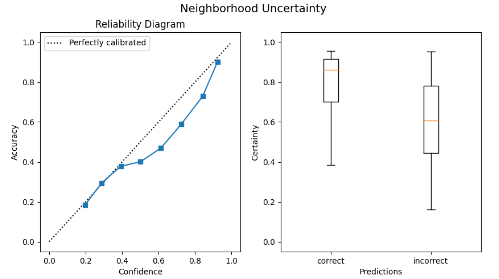 Neighborhood Uncertainty
Reliability Diagram
Perfectly calibrated
1.0
0.8
0.6
0.4
0.2
0.0
Accuracy
0.0 0.2 0.4 0.6 0.8 1.0
Confidence
1.0
0.8
0.6
0.4
0.2
0.0
Certainty
correct incorrect
Predictions